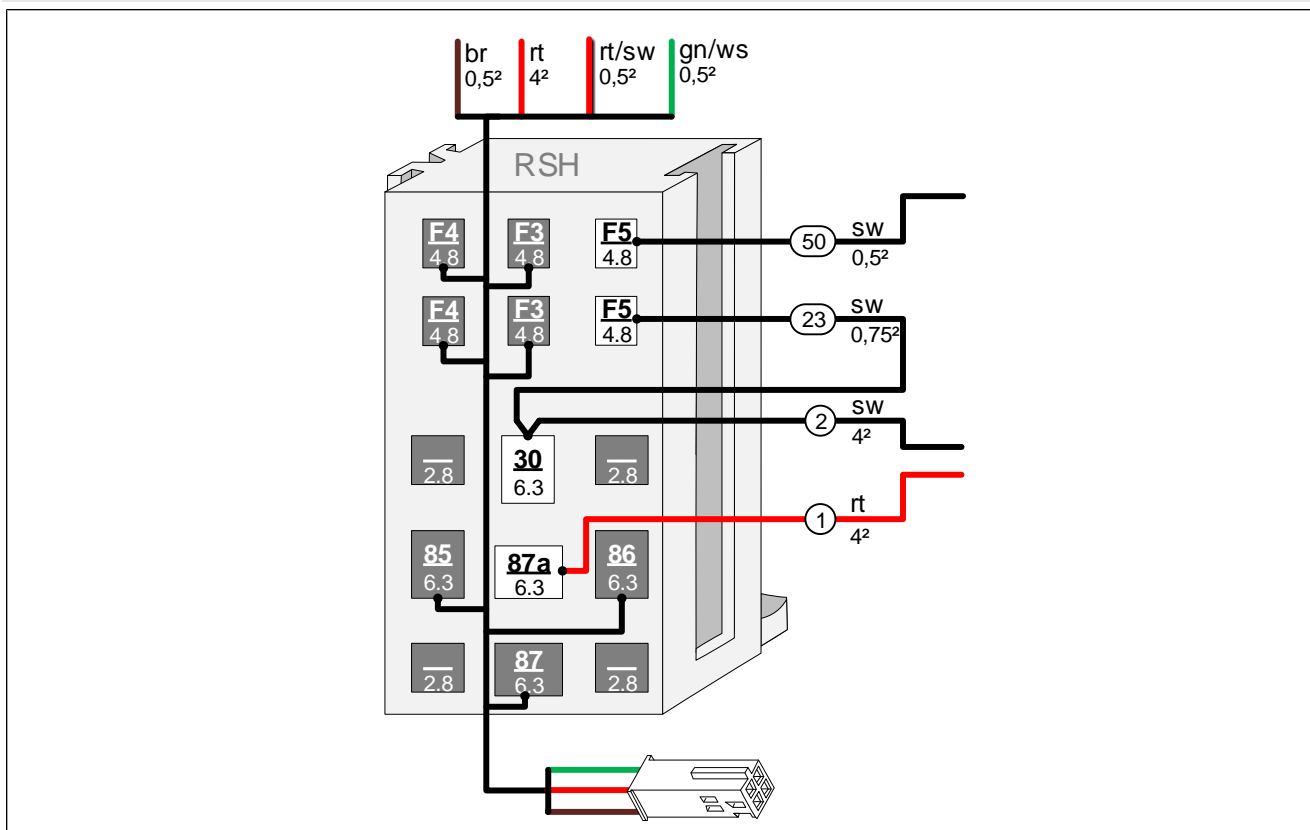 br rt rt/sw gn/ws
0,5² 4² 0,5² 0,5²
RSH
F4 F3 F5 50 sw
4.8 4.8 4.8 0,5²
F4 F3 F5 23 sw
4.8 4.8 4.8 0,75²
2 sw
4²
30
2.8 6.3 2.8
1 rt
4²
85 87a 86
6.3 6.3 6.3
87
2.8 6.3 2.8